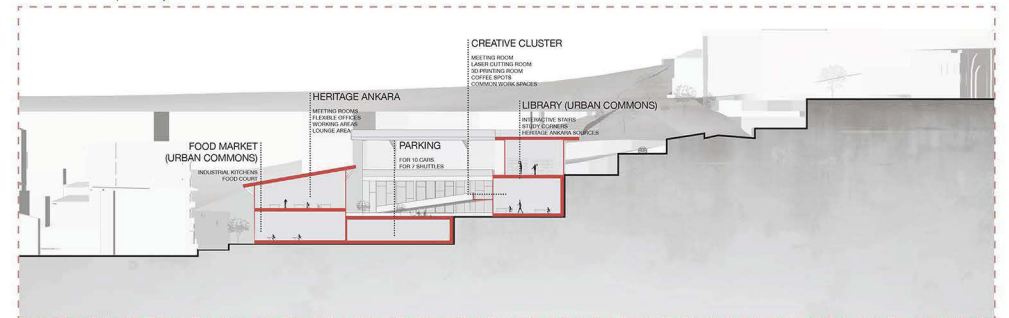 CREATIVE CLUSTER
MEETING ROOM
LASER CUTTING ROOM
3D PRINTING ROOM
COFFEE SPOTS
COMMON WORK SPACES
HERITAGE ANKARA
MEETING ROOMS
FLEXIBLE OFFICES
WORKING AREAS
LOUNGE AREA
LIBRARY (URBAN COMMONS)
INTERACTIVE STAIRS
STUDY CORNERS
HERITAGE ANKARA SOURCES
FOOD MARKET
(URBAN COMMONS)
INDUSTRIAL KITCHENS
FOOD COURT
PARKING
FOR 10 CARS
FOR 7 SHUTTLES